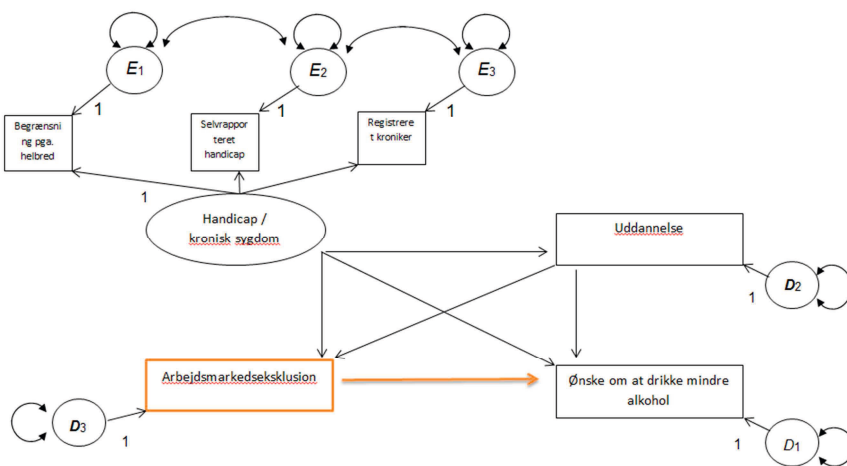 E1
E2
E3
1
1
1
Begrænsni
ng pga.
helbred
Selvrappor
teret
handicap
Registrere
t kroniker
1
Handicap /
kronisk sygdom
Uddannelse
1
D2
Arbejdsmarkedseksklusion
Ønske om at drikke mindre
alkohol
D3
1
1
D1